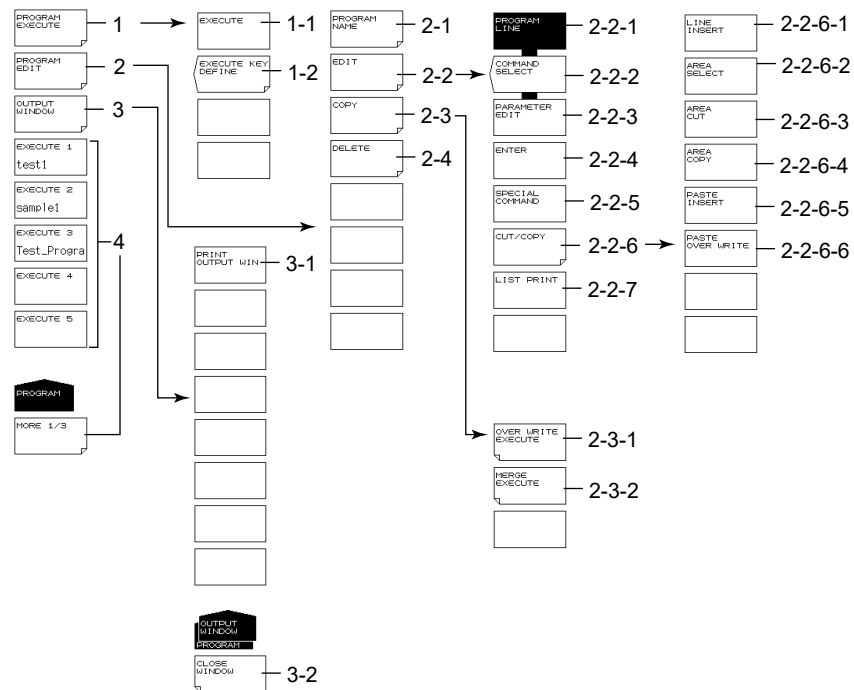 PROGRAM
EXECUTE
1
PROGRAM
EDIT
2
OUTPUT
WINDOW
3
EXECUTE 1
test1
EXECUTE 2
sample1
EXECUTE 3
Test_Progra
EXECUTE 4
EXECUTE 5
4
PROGRAM
MORE 1/3
EXECUTE
1-1
EXECUTE KEY
DEFINE
1-2
PRINT
OUTPUT WIN
3-1
OUTPUT
WINDOW
PROGRAM
CLOSE
WINDOW
3-2
PROGRAM
NAME
2-1
EDIT
2-2
COPY
2-3
DELETE
2-4
PROGRAM
LINE
2-2-1
COMMAND
SELECT
2-2-2
PARAMETER
EDIT
2-2-3
ENTER
2-2-4
SPECIAL
COMMAND
2-2-5
CUT/COPY
2-2-6
LIST PRINT
2-2-7
OVER WRITE
EXECUTE
2-3-1
MERGE
EXECUTE
2-3-2
LINE
INSERT
2-2-6-1
AREA
SELECT
2-2-6-2
AREA
CUT
2-2-6-3
AREA
COPY
2-2-6-4
PASTE
INSERT
2-2-6-5
PASTE
OVER WRITE
2-2-6-6